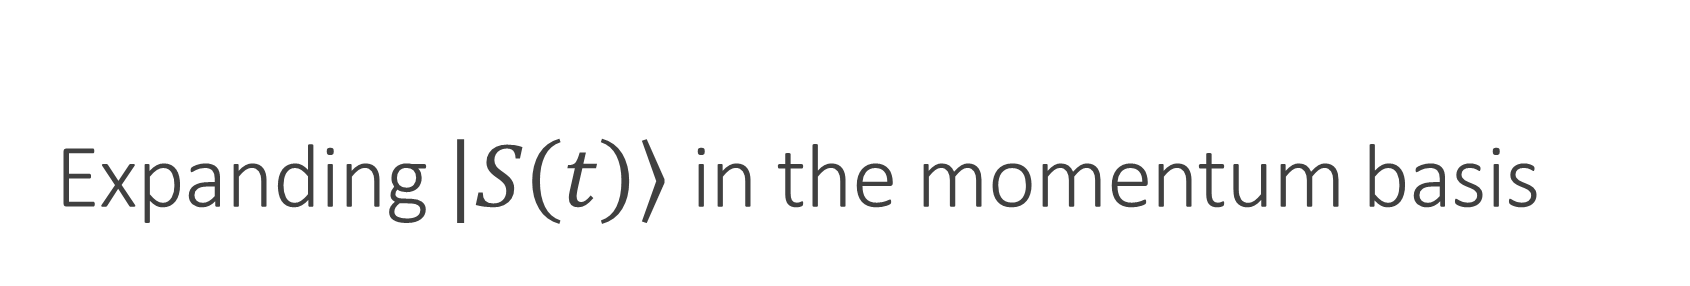 Expanding |S(t)⟩ in the momentum basis